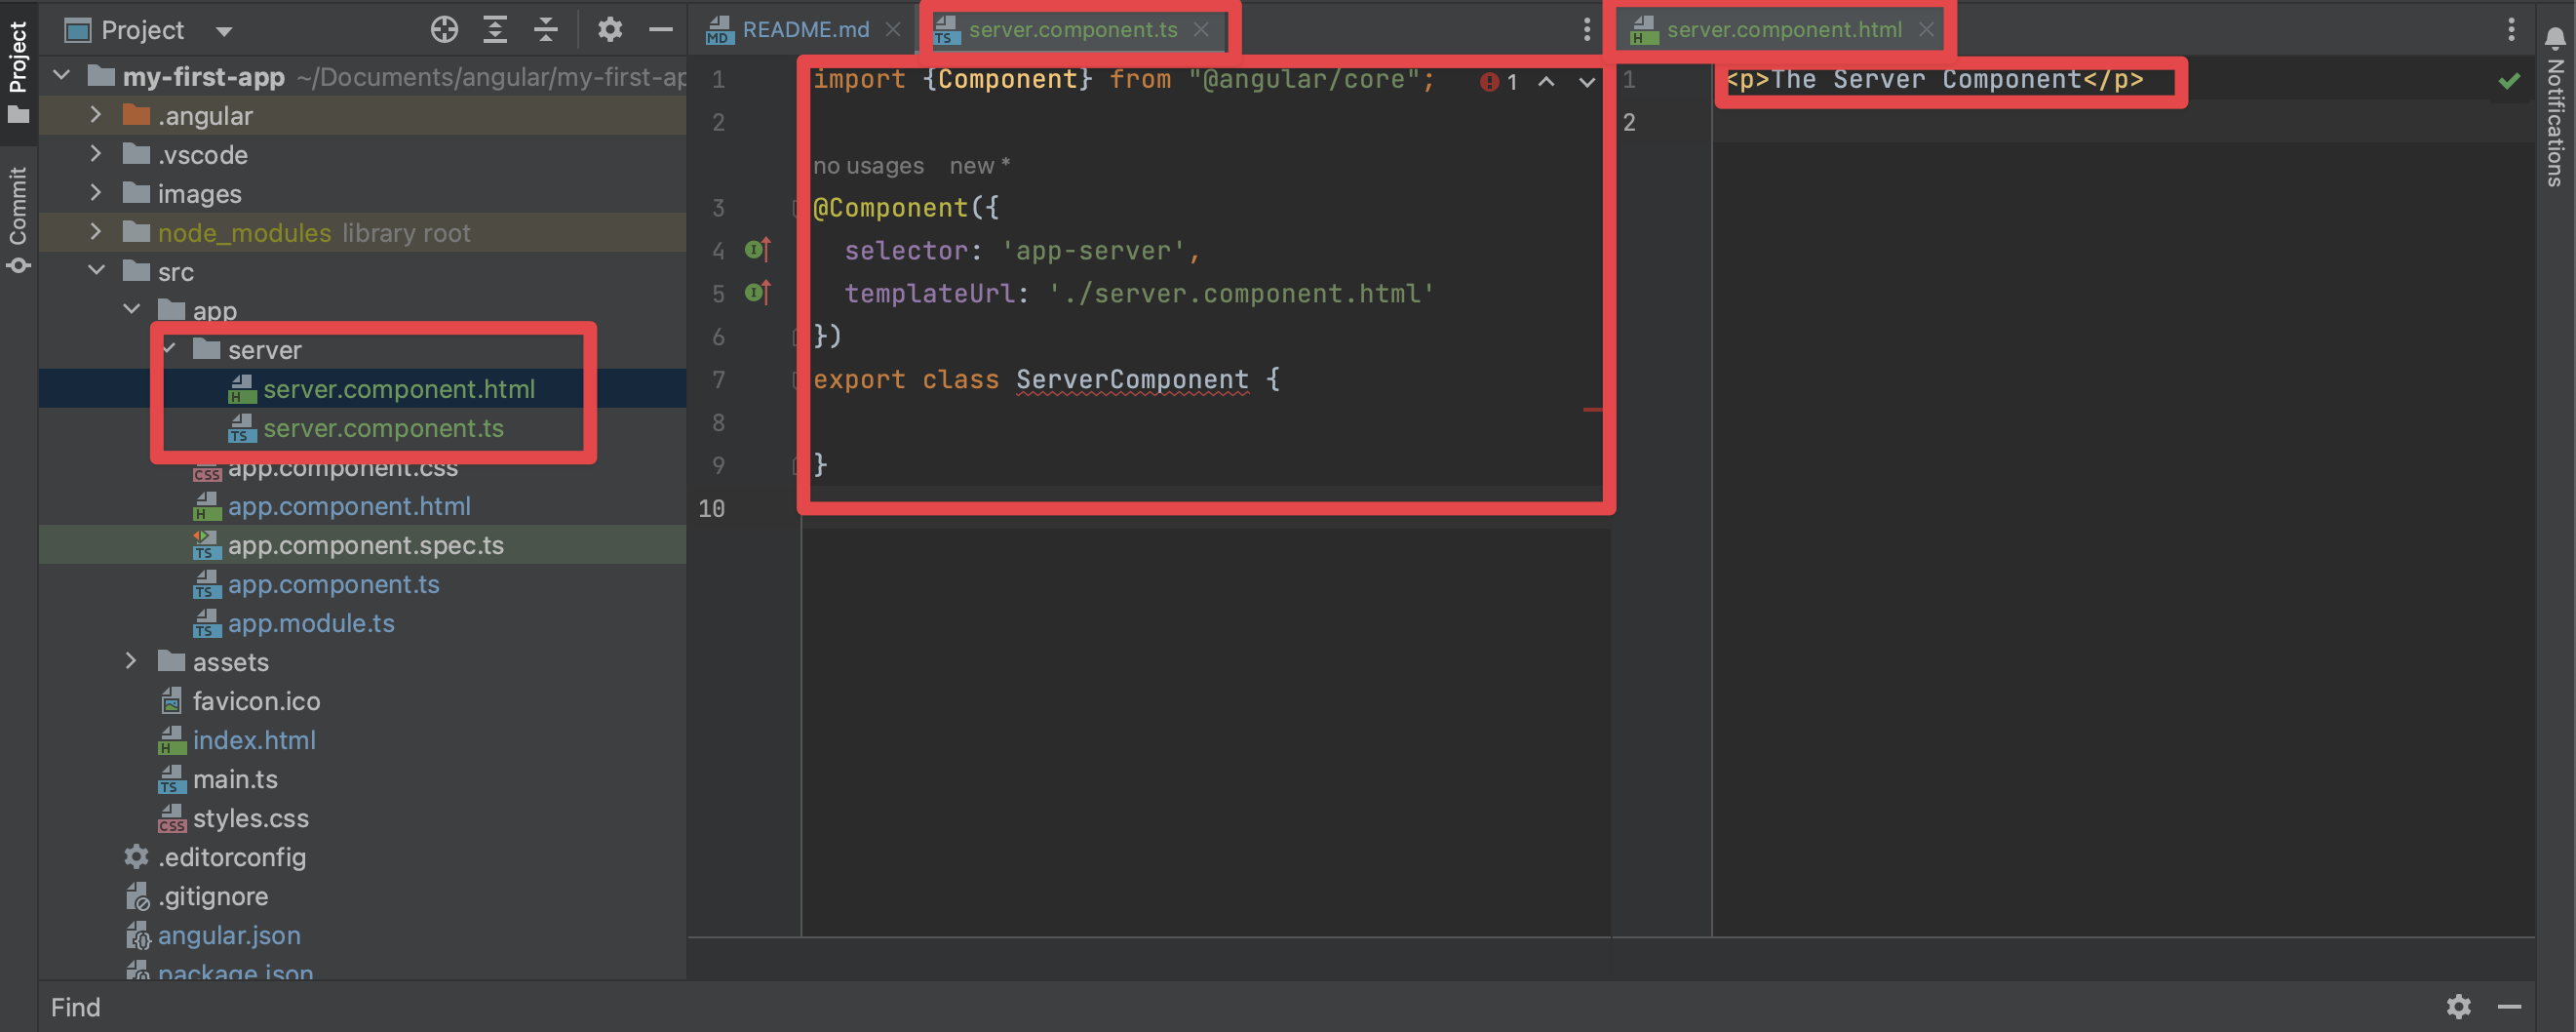 Project
Commit
Project
my-first-app ~/Documents/angular/my-first-ap
.angular
.vscode
images
node_modules library root
src
app
server
server.component.html
server.component.ts
app.component.css
app.component.html
app.component.spec.ts
app.component.ts
app.module.ts
assets
favicon.ico
index.html
main.ts
styles.css
.editorconfig
.gitignore
angular.json
package.json
README.md
server.component.ts
1 import {Component} from "@angular/core"; 1
2
no usages new *
3 @Component({
4 selector: 'app-server',
5 templateUrl: './server.component.html'
6 })
7 export class ServerComponent {
8
9 }
10
server.component.html
1 <p>The Server Component</p>
2
Notifications
Find